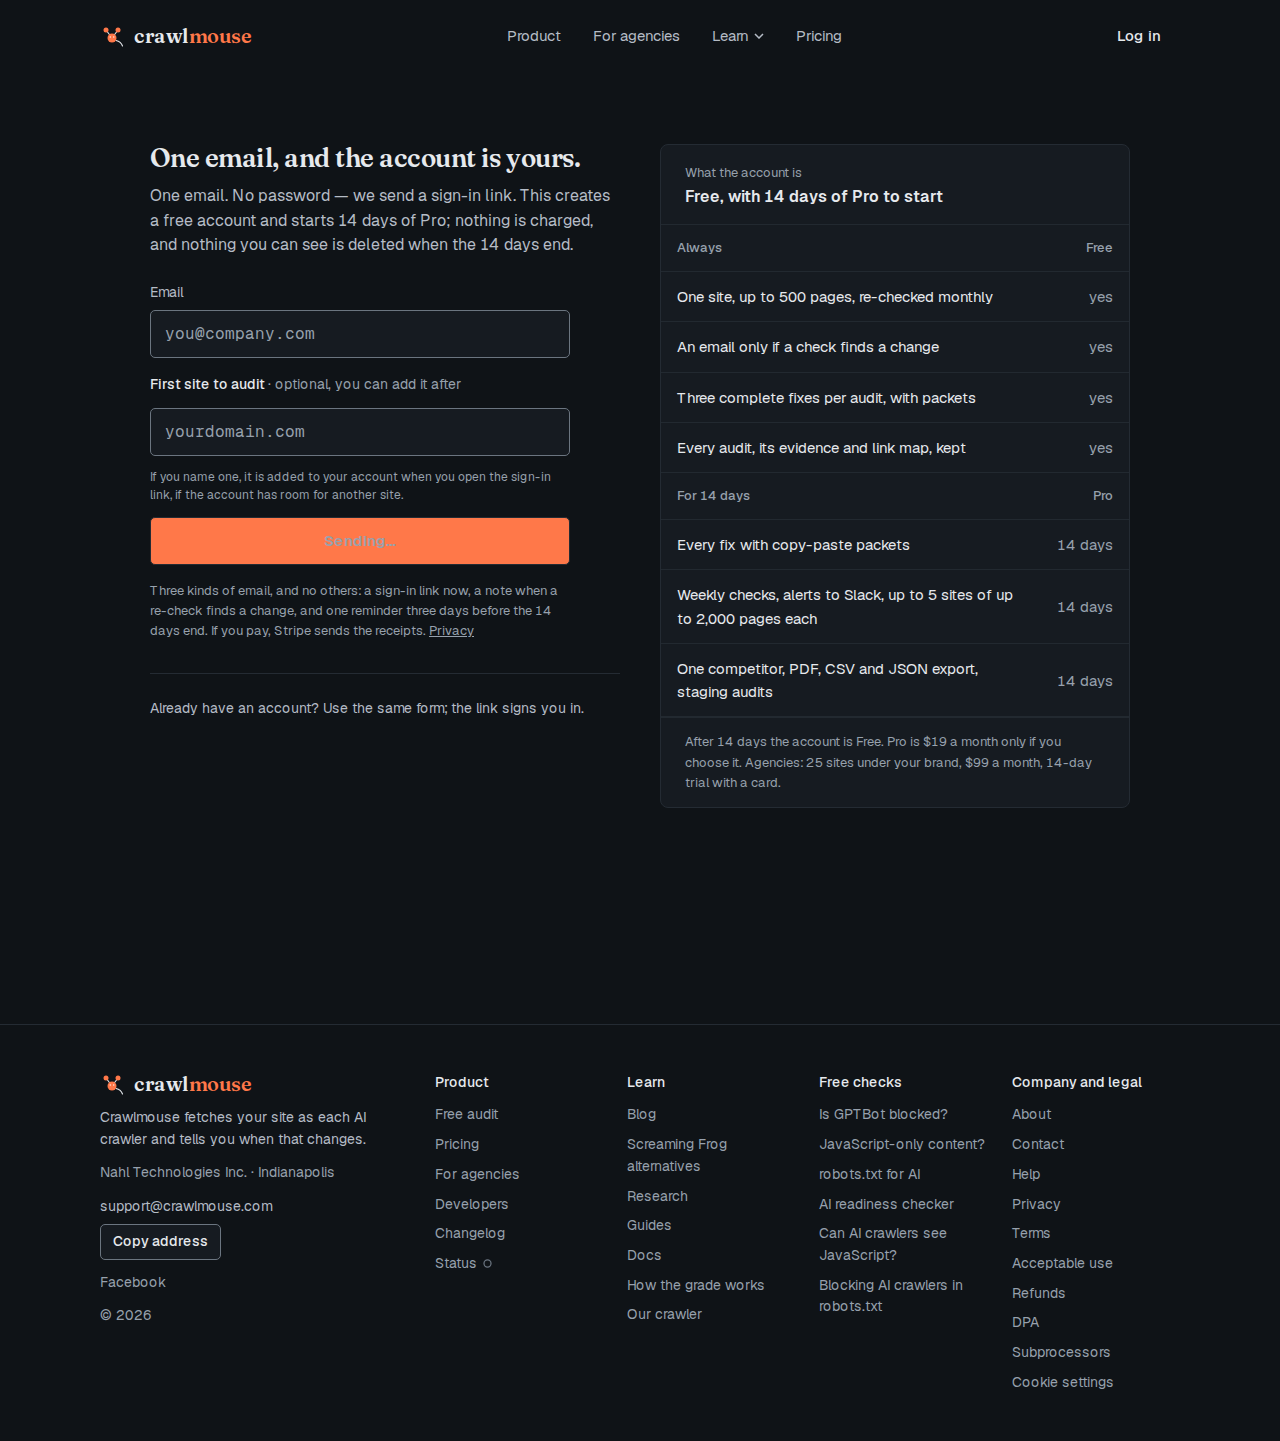 crawlmouse
Product
For agencies
Learn
Pricing
Log in
One email, and the account is yours.
One email. No password — we send a sign-in link. This creates
a free account and starts 14 days of Pro; nothing is charged,
and nothing you can see is deleted when the 14 days end.
Email
you@company.com
First site to audit · optional, you can add it after
yourdomain.com
If you name one, it is added to your account when you open the sign-in
link, if the account has room for another site.
Sending…
Three kinds of email, and no others: a sign-in link now, a note when a
re-check finds a change, and one reminder three days before the 14
days end. If you pay, Stripe sends the receipts. Privacy
Already have an account? Use the same form; the link signs you in.
What the account is
Free, with 14 days of Pro to start
Always Free
One site, up to 500 pages, re-checked monthly yes
An email only if a check finds a change yes
Three complete fixes per audit, with packets yes
Every audit, its evidence and link map, kept yes
For 14 days Pro
Every fix with copy-paste packets 14 days
Weekly checks, alerts to Slack, up to 5 sites of up
to 2,000 pages each
14 days
One competitor, PDF, CSV and JSON export,
staging audits
14 days
After 14 days the account is Free. Pro is $19 a month only if you
choose it. Agencies: 25 sites under your brand, $99 a month, 14-day
trial with a card.
crawlmouse
Crawlmouse fetches your site as each AI
crawler and tells you when that changes.
Nahl Technologies Inc. · Indianapolis
support@crawlmouse.com
Copy address
Facebook
© 2026
Product
Free audit
Pricing
For agencies
Developers
Changelog
Status
Learn
Blog
Screaming Frog
alternatives
Research
Guides
Docs
How the grade works
Our crawler
Free checks
Is GPTBot blocked?
JavaScript-only content?
robots.txt for AI
AI readiness checker
Can AI crawlers see
JavaScript?
Blocking AI crawlers in
robots.txt
Company and legal
About
Contact
Help
Privacy
Terms
Acceptable use
Refunds
DPA
Subprocessors
Cookie settings